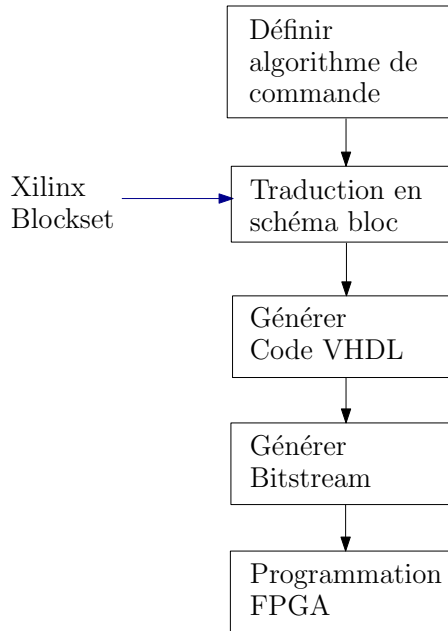 Définir
algorithme de
commande
Xilinx
Blockset
Traduction en
schéma bloc
Générer
Code VHDL
Générer
Bitstream
Programmation
FPGA